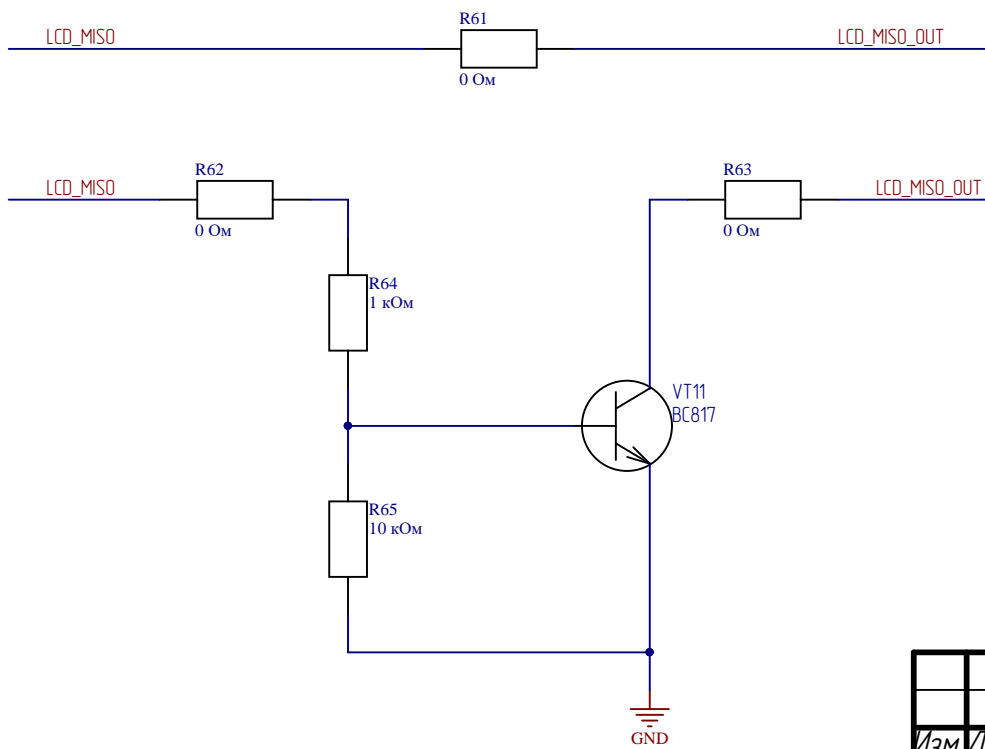 R61
LCD_MISO
LCD_MISO_OUT
0 Ом
R62
R63
LCD_MISO
LCD_MISO_OUT
0 Ом
0 Ом
R64
1 кОм
VT11
BC817
R65
10 кОм
GND
Изм